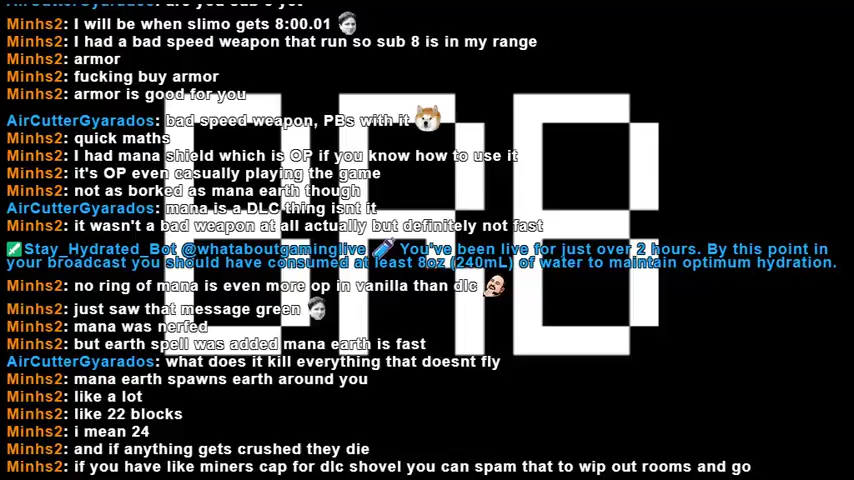 AirCutterGyarados: are you sub 8 yet
Minhs2: I will be when slimo gets 8:00.01
Minhs2: I had a bad speed weapon that run so sub 8 is in my range
Minhs2: armor
Minhs2: fucking buy armor
Minhs2: armor is good for you
AirCutterGyarados: bad speed weapon, PBs with it
Minhs2: quick maths
Minhs2: I had mana shield which is OP if you know how to use it
Minhs2: it's OP even casually playing the game
Minhs2: not as borked as mana earth though
AirCutterGyarados: mana is a DLC thing isnt it
Minhs2: it wasn't a bad weapon at all actually but definitely not fast
Stay_Hydrated_Bot @whataboutgaminglive You've been live for just over 2 hours. By this point in
your broadcast you should have consumed at least 8oz (240mL) of water to maintain optimum hydration.
Minhs2: no ring of mana is even more op in vanilla than dlc
Minhs2: just saw that message green
Minhs2: mana was nerfed
Minhs2: but earth spell was added mana earth is fast
AirCutterGyarados: what does it kill everything that doesnt fly
Minhs2: mana earth spawns earth around you
Minhs2: like a lot
Minhs2: like 22 blocks
Minhs2: i mean 24
Minhs2: and if anything gets crushed they die
Minhs2: if you have like miners cap for dlc shovel you can spam that to wip out rooms and go